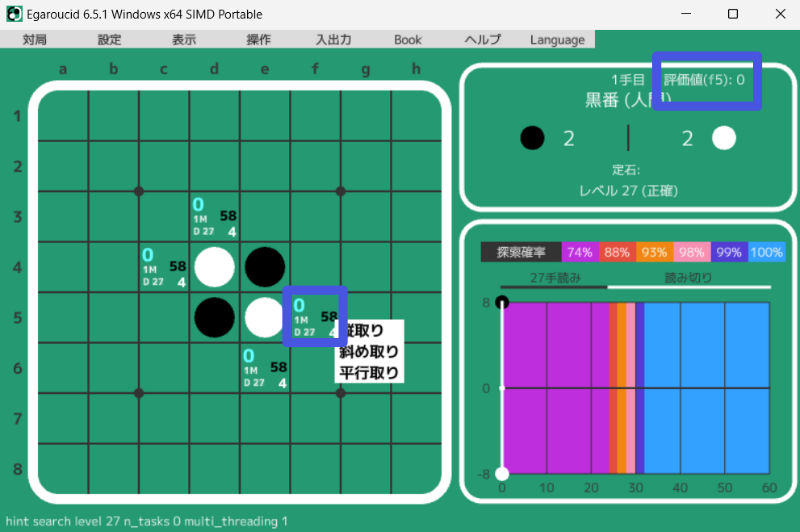 Egaroucid 6.5.1 Windows x64 SIMD Portable
対局 設定 表示 操作 入出力 Book ヘルプ Language
a b c d e f g h
1
2
3
4
5
6
7
8
0
1M 58
D 27 4
0
1M 58
D 27 4
0
1M 58
D 27 4
0
1M 58
D 27 4
縦取り
斜め取り
平行取り
1手目 評価値(f5): 0
黒番 (人間)
2 2
定石:
レベル 27 (正確)
探索確率 74% 88% 93% 98% 99% 100%
27手読み 読み切り
8
0
-8
0 10 20 30 40 50 60
hint search level 27 n_tasks 0 multi_threading 1